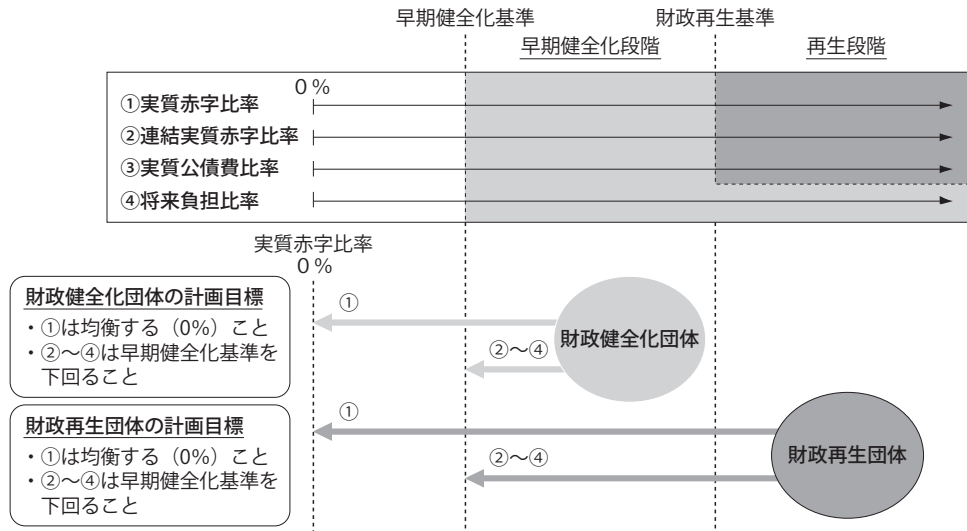 早期健全化基準
財政再生基準
早期健全化段階
再生段階
0%
①実質赤字比率
②連結実質赤字比率
③実質公債費比率
④将来負担比率
実質赤字比率
0%
財政健全化団体の計画目標
・①は均衡する（0%）こと
・②〜④は早期健全化基準を
下回ること
①
②〜④
財政健全化団体
財政再生団体の計画目標
・①は均衡する（0%）こと
・②〜④は早期健全化基準を
下回ること
①
②〜④
財政再生団体